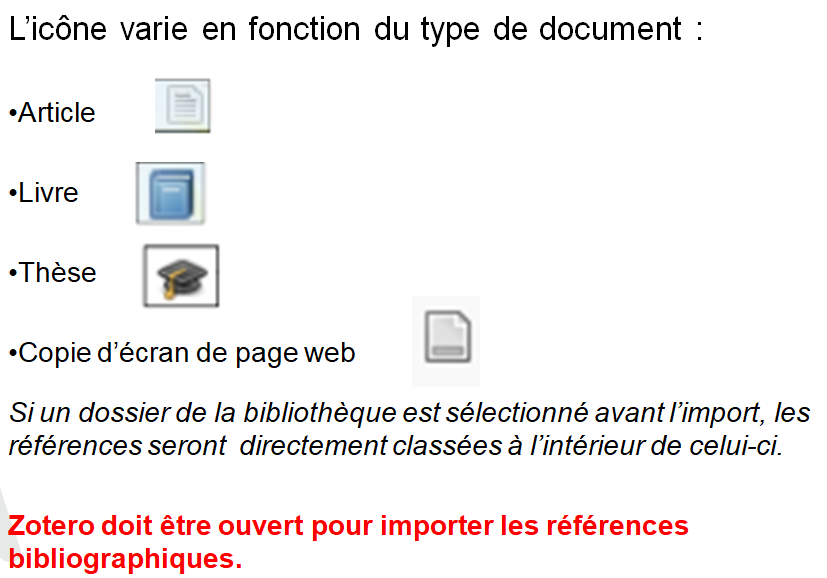 L’icône varie en fonction du type de document :
•Article
•Livre
•Thèse
•Copie d’écran de page web
Si un dossier de la bibliothèque est sélectionné avant l’import, les
références seront directement classées à l’intérieur de celui-ci.
Zotero doit être ouvert pour importer les références
bibliographiques.